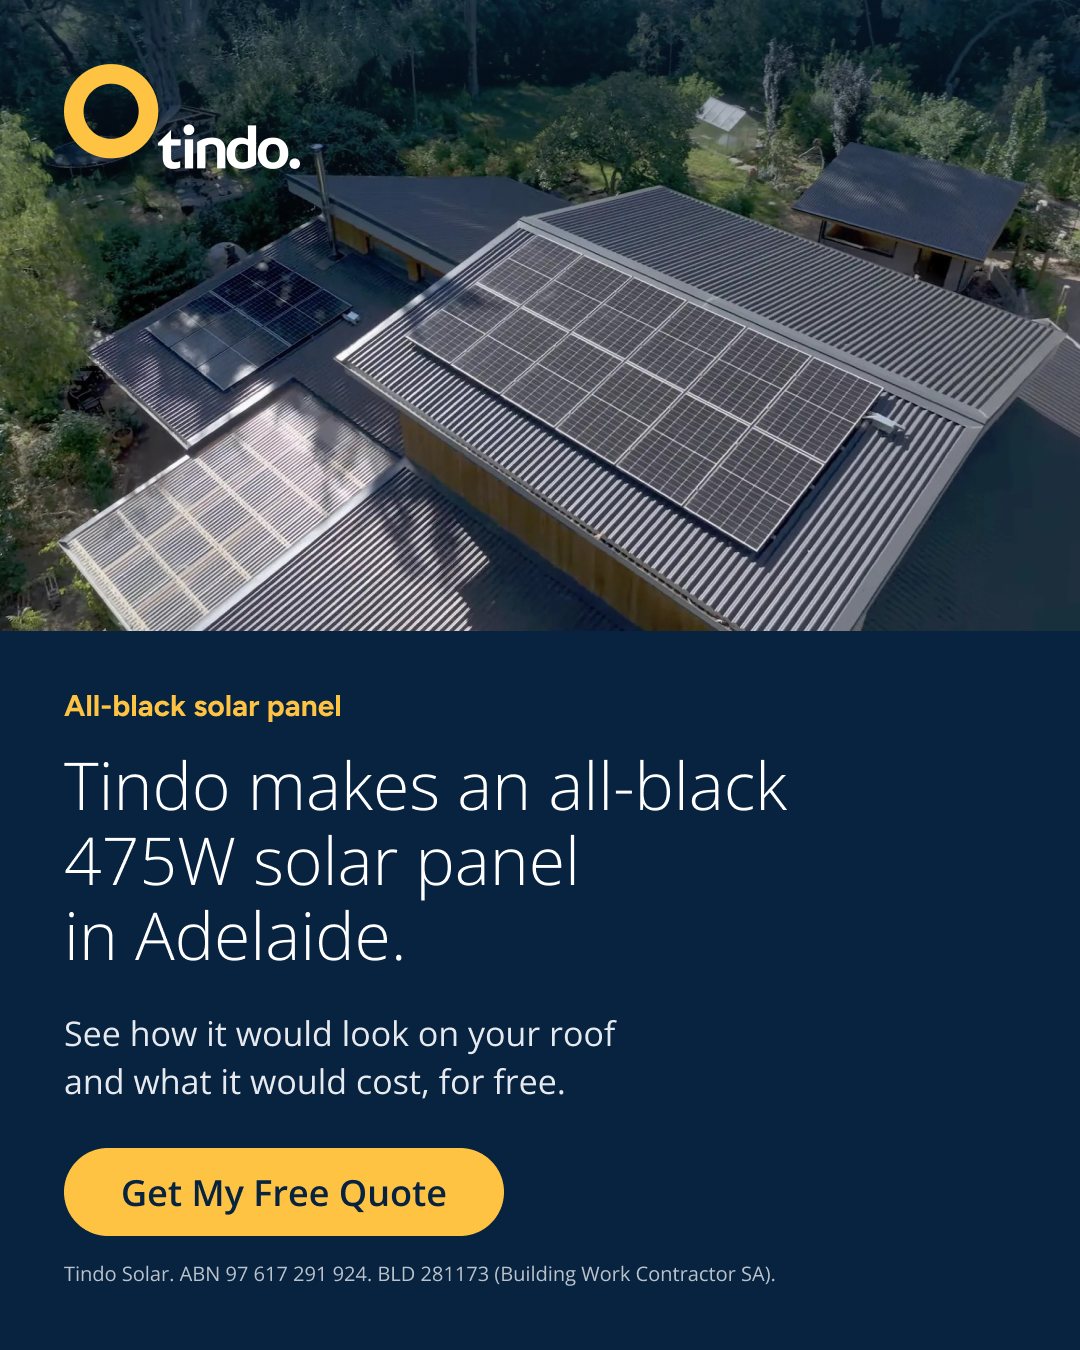 tindo.
All-black solar panel
Tindo makes an all-black
475W solar panel
in Adelaide.
See how it would look on your roof
and what it would cost, for free.
Get My Free Quote
Tindo Solar. ABN 97 617 291 924. BLD 281173 (Building Work Contractor SA).